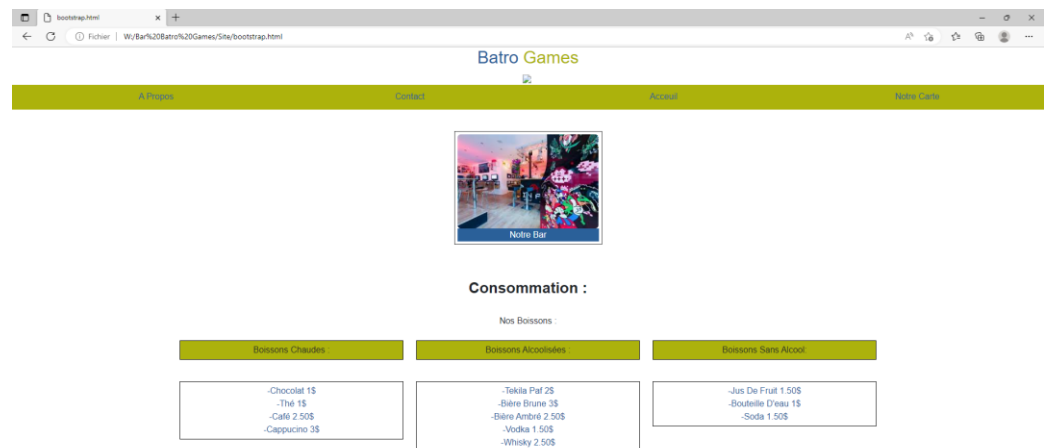 bootstrap.html
Fichier W:/Bar%20Batro%20Games/Site/bootstrap.html
Batro Games
A Propos Contact Acceuil Notre Carte
Notre Bar
Consommation :
Nos Boissons :
Boissons Chaudes : Boissons Alcoolisées : Boissons Sans Alcool:
-Chocolat 1$
-Thé 1$
-Café 2.50$
-Cappucino 3$
-Tekila Paf 2$
-Bière Brune 3$
-Bière Ambré 2.50$
-Vodka 1.50$
-Whisky 2.50$
-Jus De Fruit 1.50$
-Bouteille D'eau 1$
-Soda 1.50$